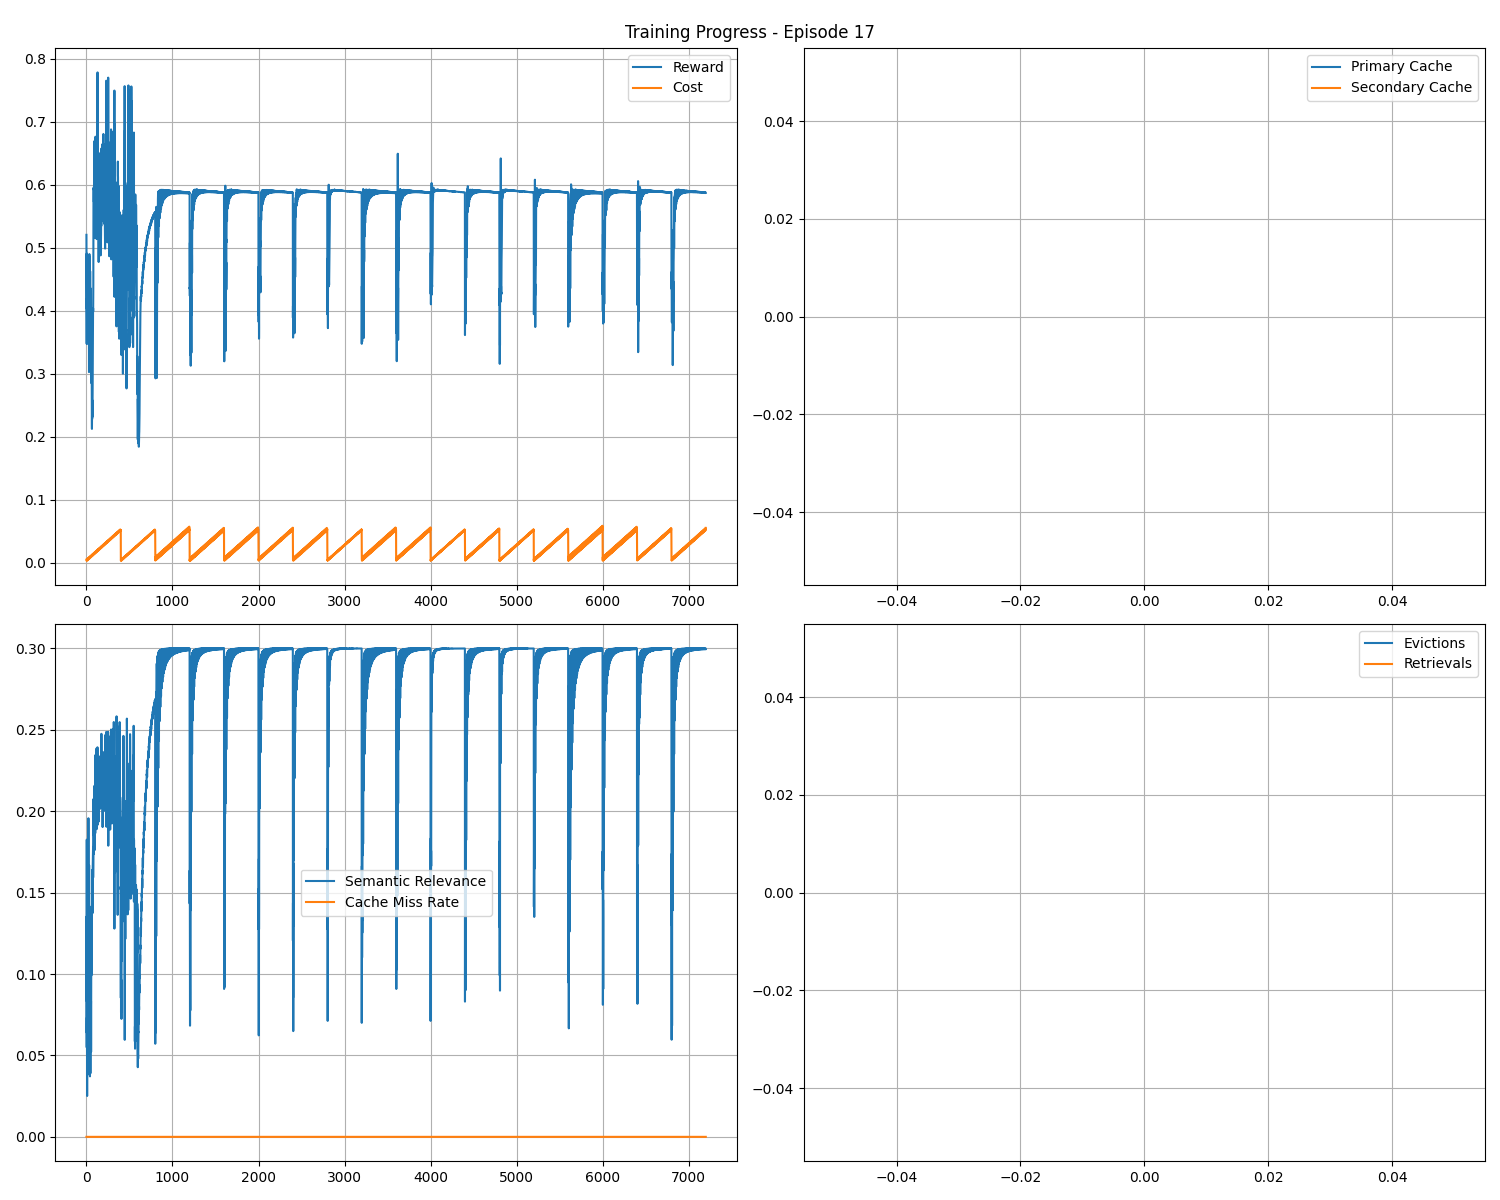 Training Progress - Episode 17
0.8
0.7
0.6
0.5
0.4
0.3
0.2
0.1
0.0
0 1000 2000 3000 4000 5000 6000 7000
Reward
Cost
0.04
0.02
0.00
−0.02
−0.04
−0.04 −0.02 0.00 0.02 0.04
Primary Cache
Secondary Cache
0.30
0.25
0.20
0.15
0.10
0.05
0.00
0 1000 2000 3000 4000 5000 6000 7000
Semantic Relevance
Cache Miss Rate
0.04
0.02
0.00
−0.02
−0.04
−0.04 −0.02 0.00 0.02 0.04
Evictions
Retrievals